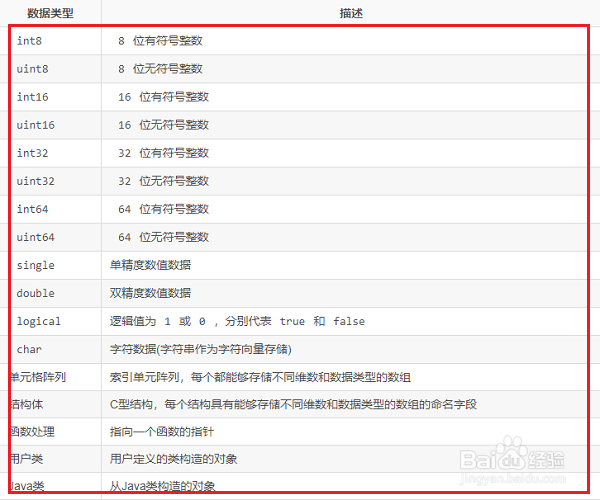 数据类型 描述
int8 8 位有符号整数
uint8 8 位无符号整数
int16 16 位有符号整数
uint16 16 位无符号整数
int32 32 位有符号整数
uint32 32 位无符号整数
int64 64 位有符号整数
uint64 64 位无符号整数
single 单精度数值数据
double 双精度数值数据
logical 逻辑值为 1 或 0 ，分别代表 true 和 false
char 字符数据(字符串作为字符向量存储)
单元格阵列 索引单元阵列，每个都能够存储不同维数和数据类型的数组
结构体 C型结构，每个结构具有能够存储不同维数和数据类型的数组的命名字段
函数处理 指向一个函数的指针
用户类 用户定义的类构造的对象
Java类 从Java类构造的对象
Baidu经验
jingyan.baidu.com